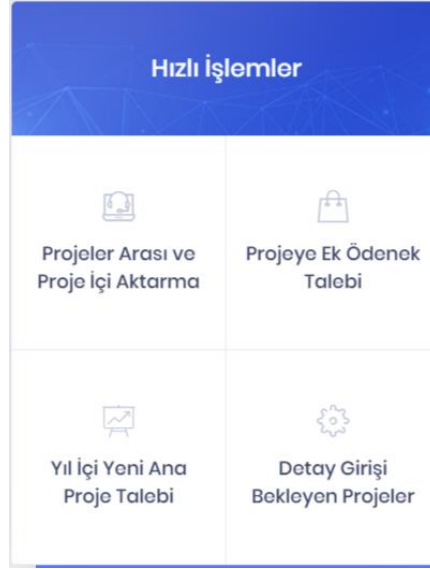 Hızlı İşlemler
Projeler Arası ve
Proje İçi Aktarma
Projeye Ek Ödenek
Talebi
Yıl İçi Yeni Ana
Proje Talebi
Detay Girişi
Bekleyen Projeler